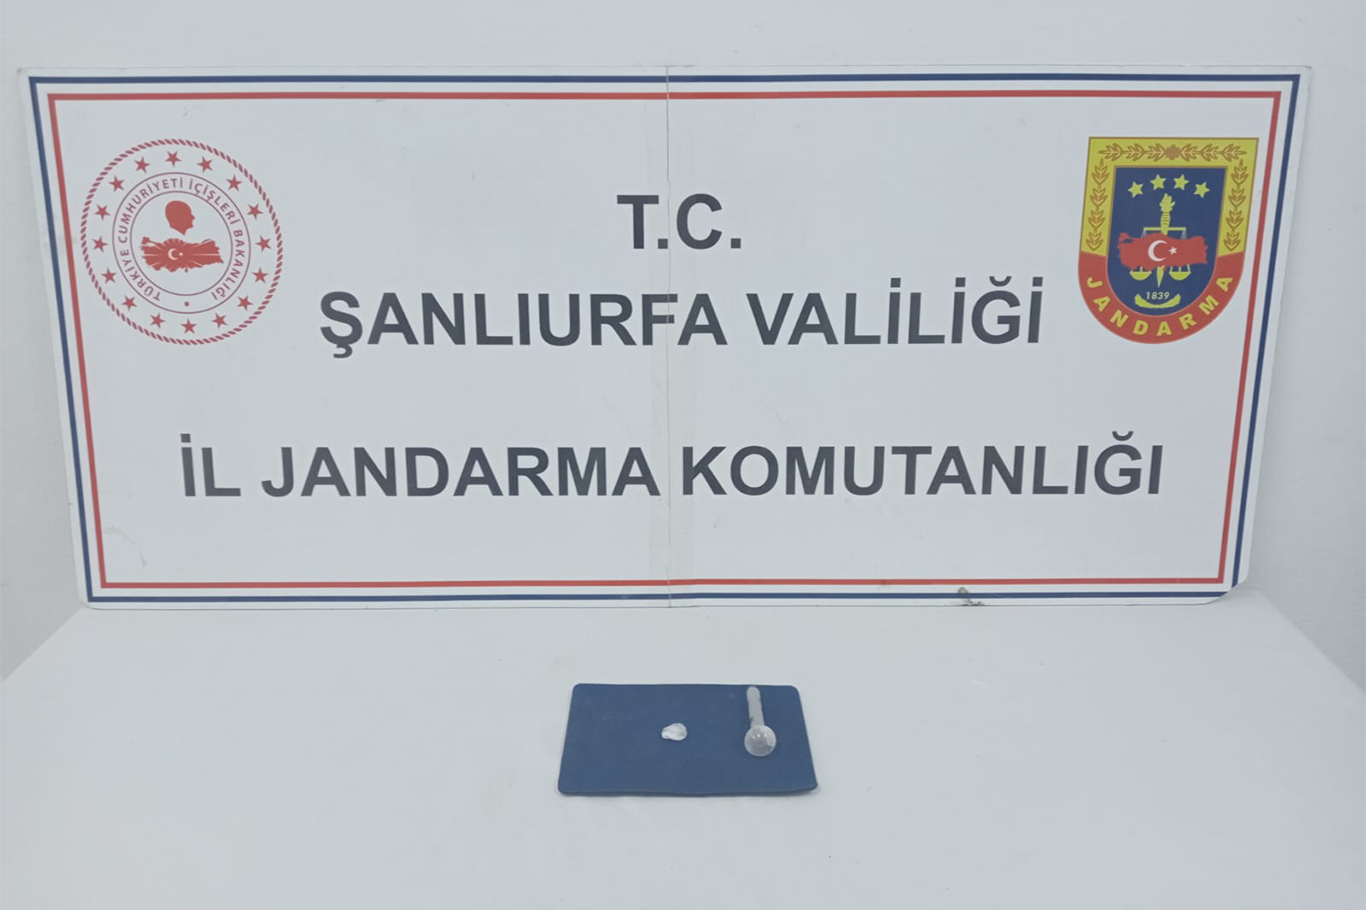 T.C.
ŞANLIURFA VALİLİĞİ
İL JANDARMA KOMUTANLIĞI
TÜRKİYE CUMHURİYETİ İÇİŞLERİ BAKANLIĞI
1839
JANDARMA